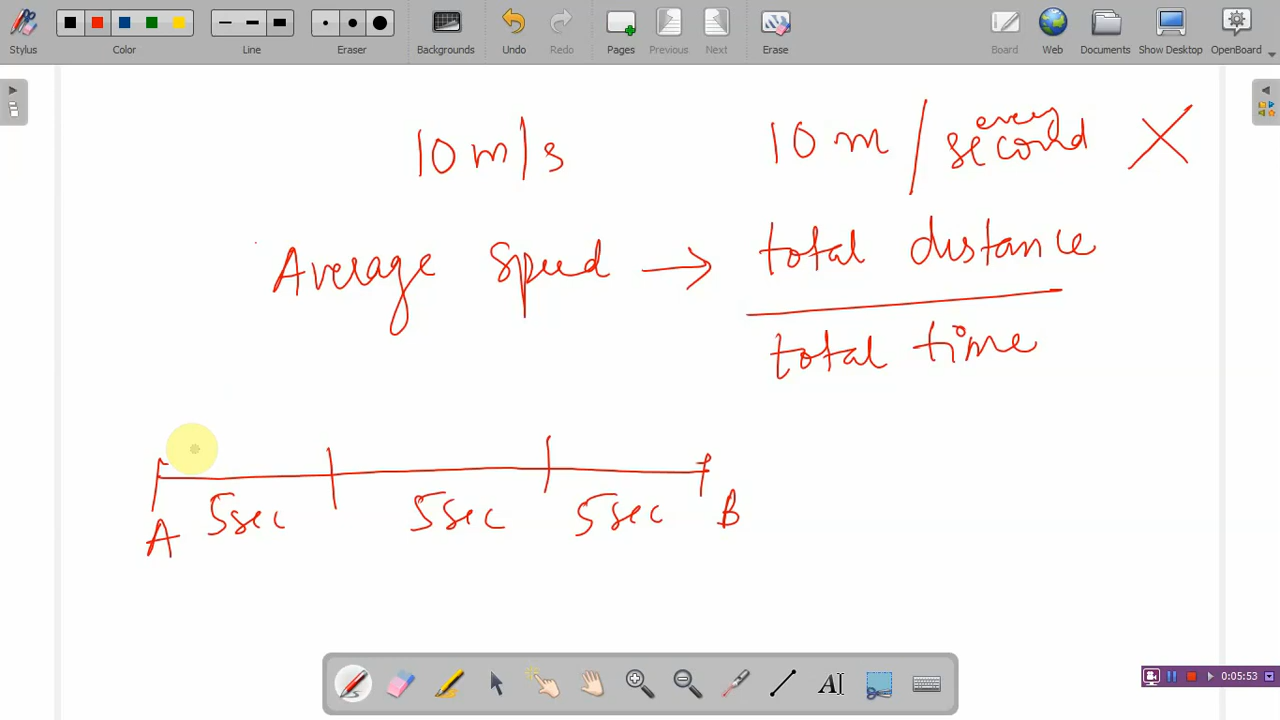 Stylus Color Line Eraser Backgrounds Undo Redo Pages Previous Next Erase Board Web Documents Show Desktop OpenBoard
10 m/s
10 m / every second
Average speed → total distance
total time
5sec 5sec 5sec
A B
AI
0:05:53